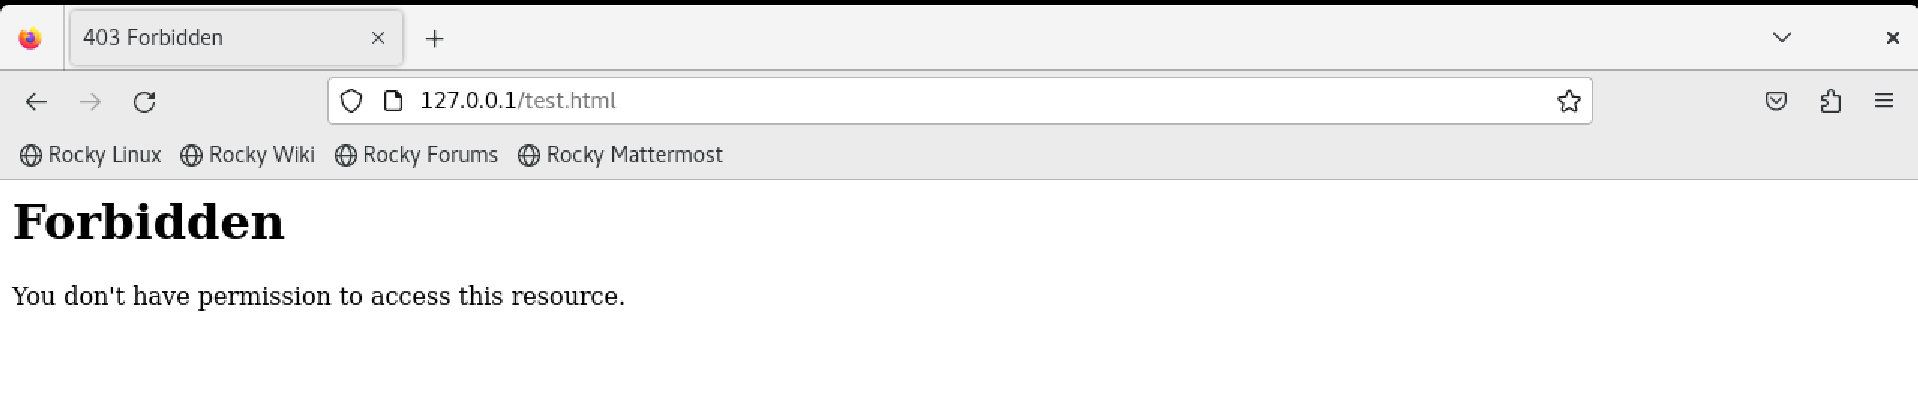 403 Forbidden
127.0.0.1/test.html
Rocky Linux Rocky Wiki Rocky Forums Rocky Mattermost
Forbidden
You don't have permission to access this resource.